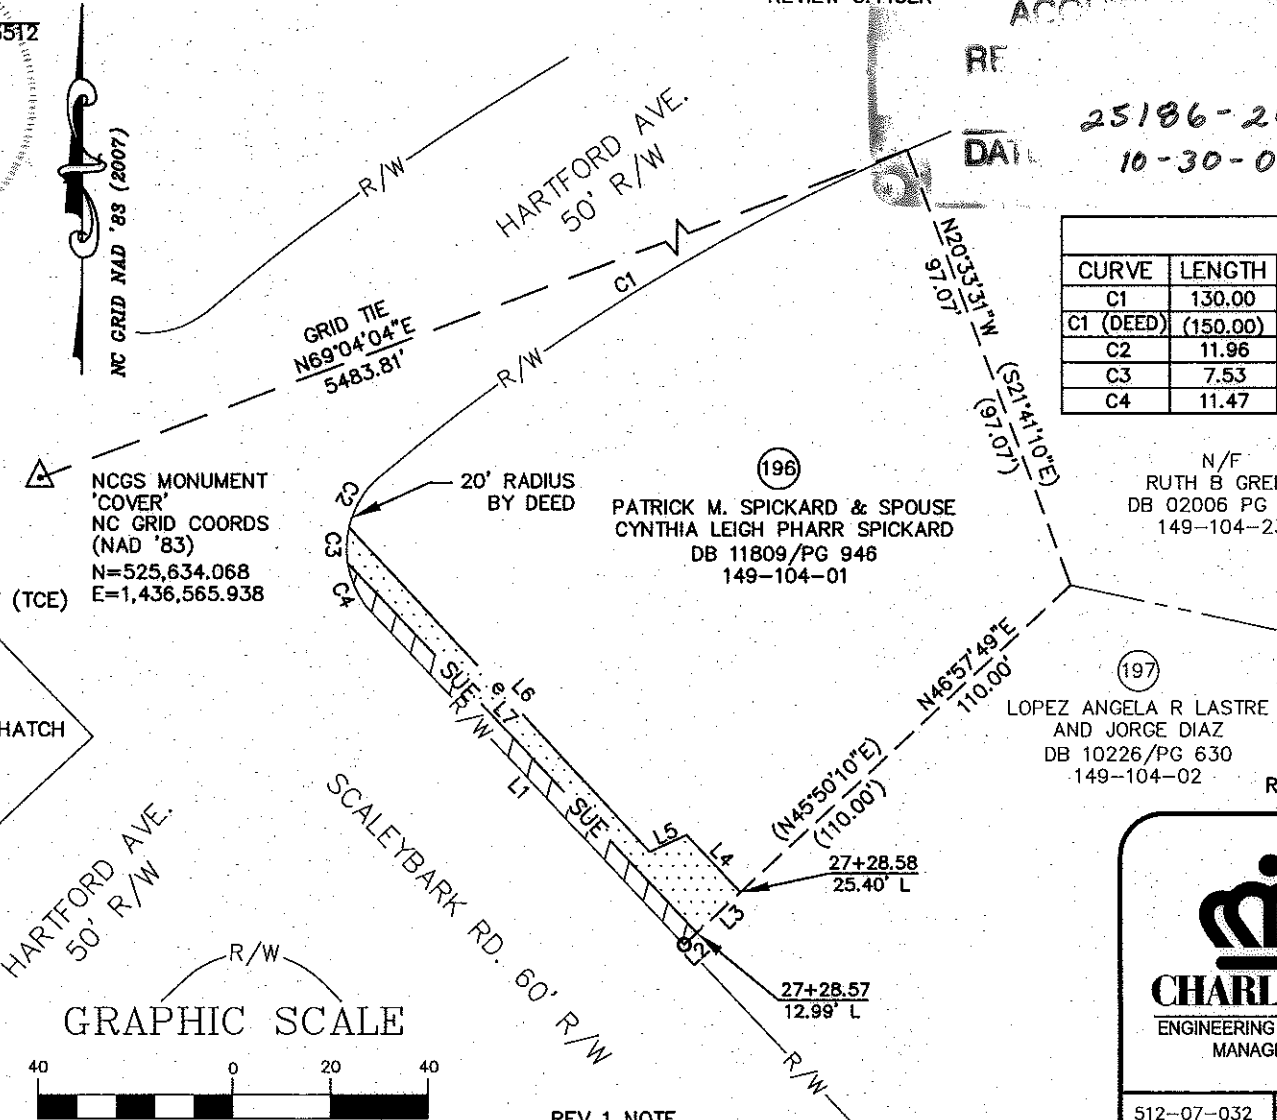 R/W
HARTFORD AVE.
50' R/W
25186-2
10-30-0
NC GRID NAD '83 (2007)
GRID TIE
N69°04'04"E
5483.81'
C1
R/W
N20°33'31"W
97.07'
(S21°41'10"E)
(97.07')
CURVE LENGTH
C1 130.00
C1 (DEED) (150.00)
C2 11.96
C3 7.53
C4 11.47
NCGS MONUMENT
'COVER'
NC GRID COORDS
(NAD '83)
N=525,634.068
E=1,436,565.938
C2
C3
C4
20' RADIUS
BY DEED
196
PATRICK M. SPICKARD & SPOUSE
CYNTHIA LEIGH PHARR SPICKARD
DB 11809/PG 946
149-104-01
N/F
RUTH B
DB 02006 PG
149-104-2
(TCE)
HATCH
SUE
e
L6
L7
R/W
L1
SUE
L5
L4
L3
L2
N46°57'49"E
110.00'
(N45°50'10"E)
(110.00')
197
LOPEZ ANGELA R LASTRE
AND JORGE DIAZ
DB 10226/PG 630
149-104-02
27+28.58
25.40' L
27+28.57
12.99' L
SCALEYBARK RD. 60' R/W
R/W
HARTFORD AVE.
50' R/W
R/W
GRAPHIC SCALE
40 0 20 40
ENGINEERING
512-07-032
REV 1 NOTE